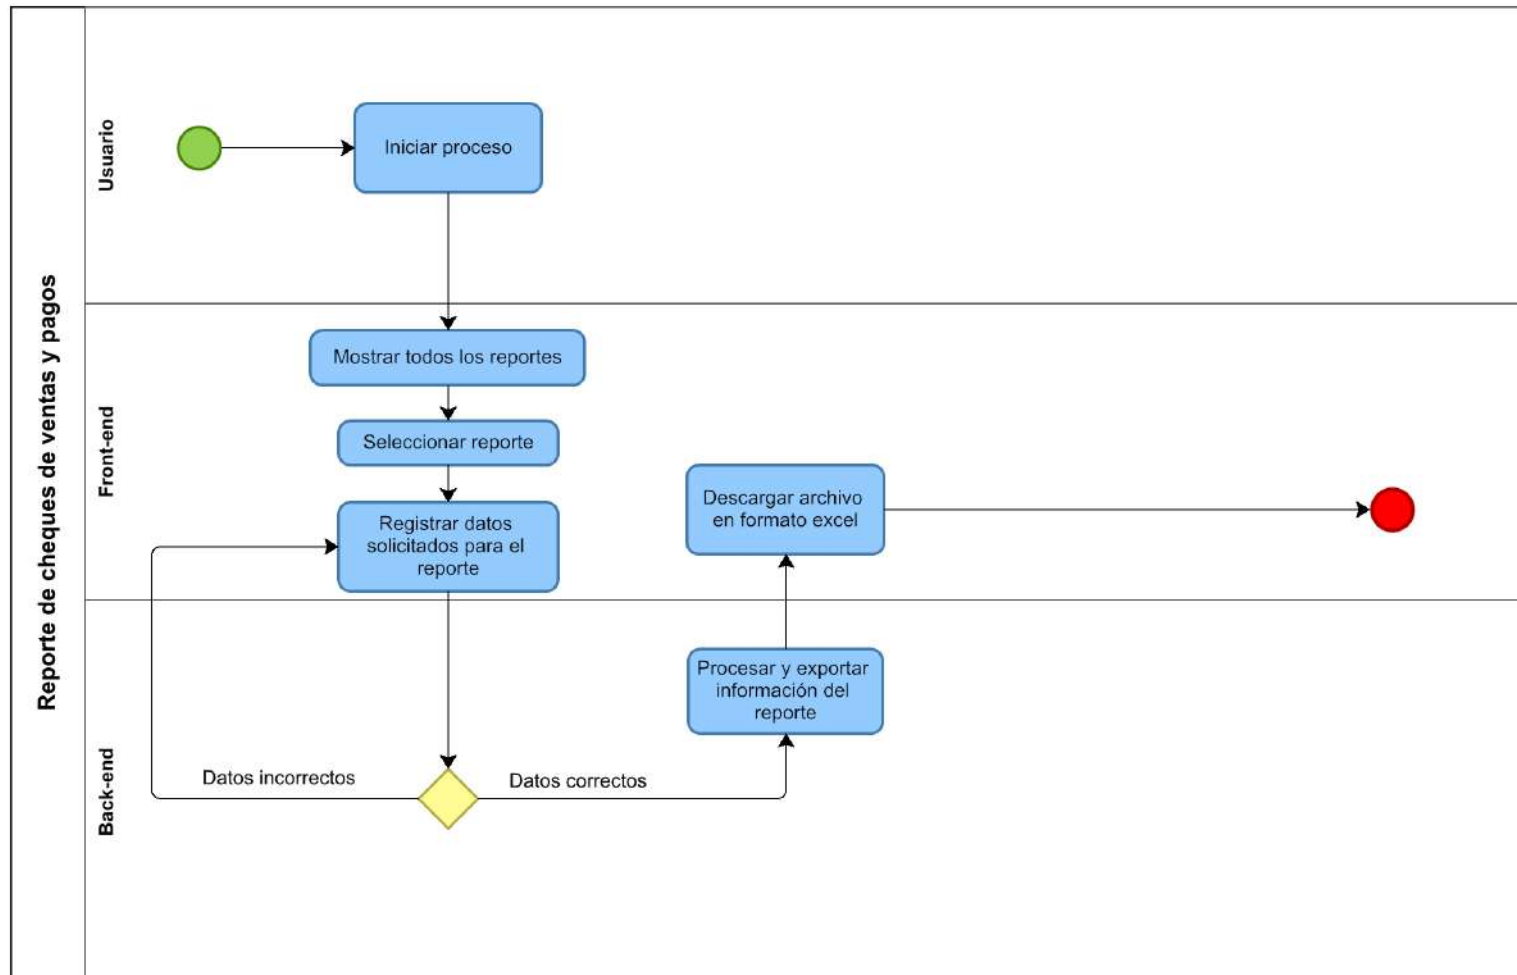 Reporte de cheques de ventas y pagos
Usuario
Iniciar proceso
Front-end
Mostrar todos los reportes
Seleccionar reporte
Registrar datos
solicitados para el
reporte
Descargar archivo
en formato excel
Back-end
Procesar y exportar
información del
reporte
Datos incorrectos
Datos correctos